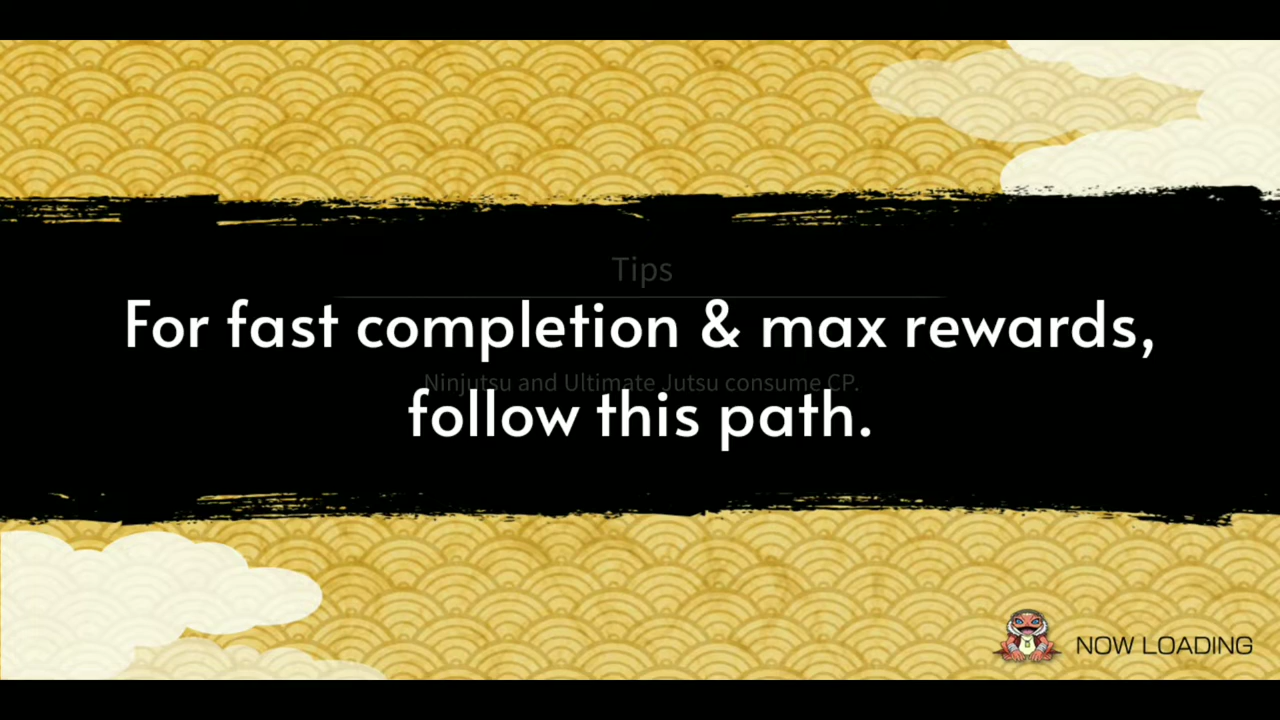 Tips
For fast completion & max rewards,
Ninjutsu and Ultimate Jutsu consume CP.
follow this path.
NOW LOADING